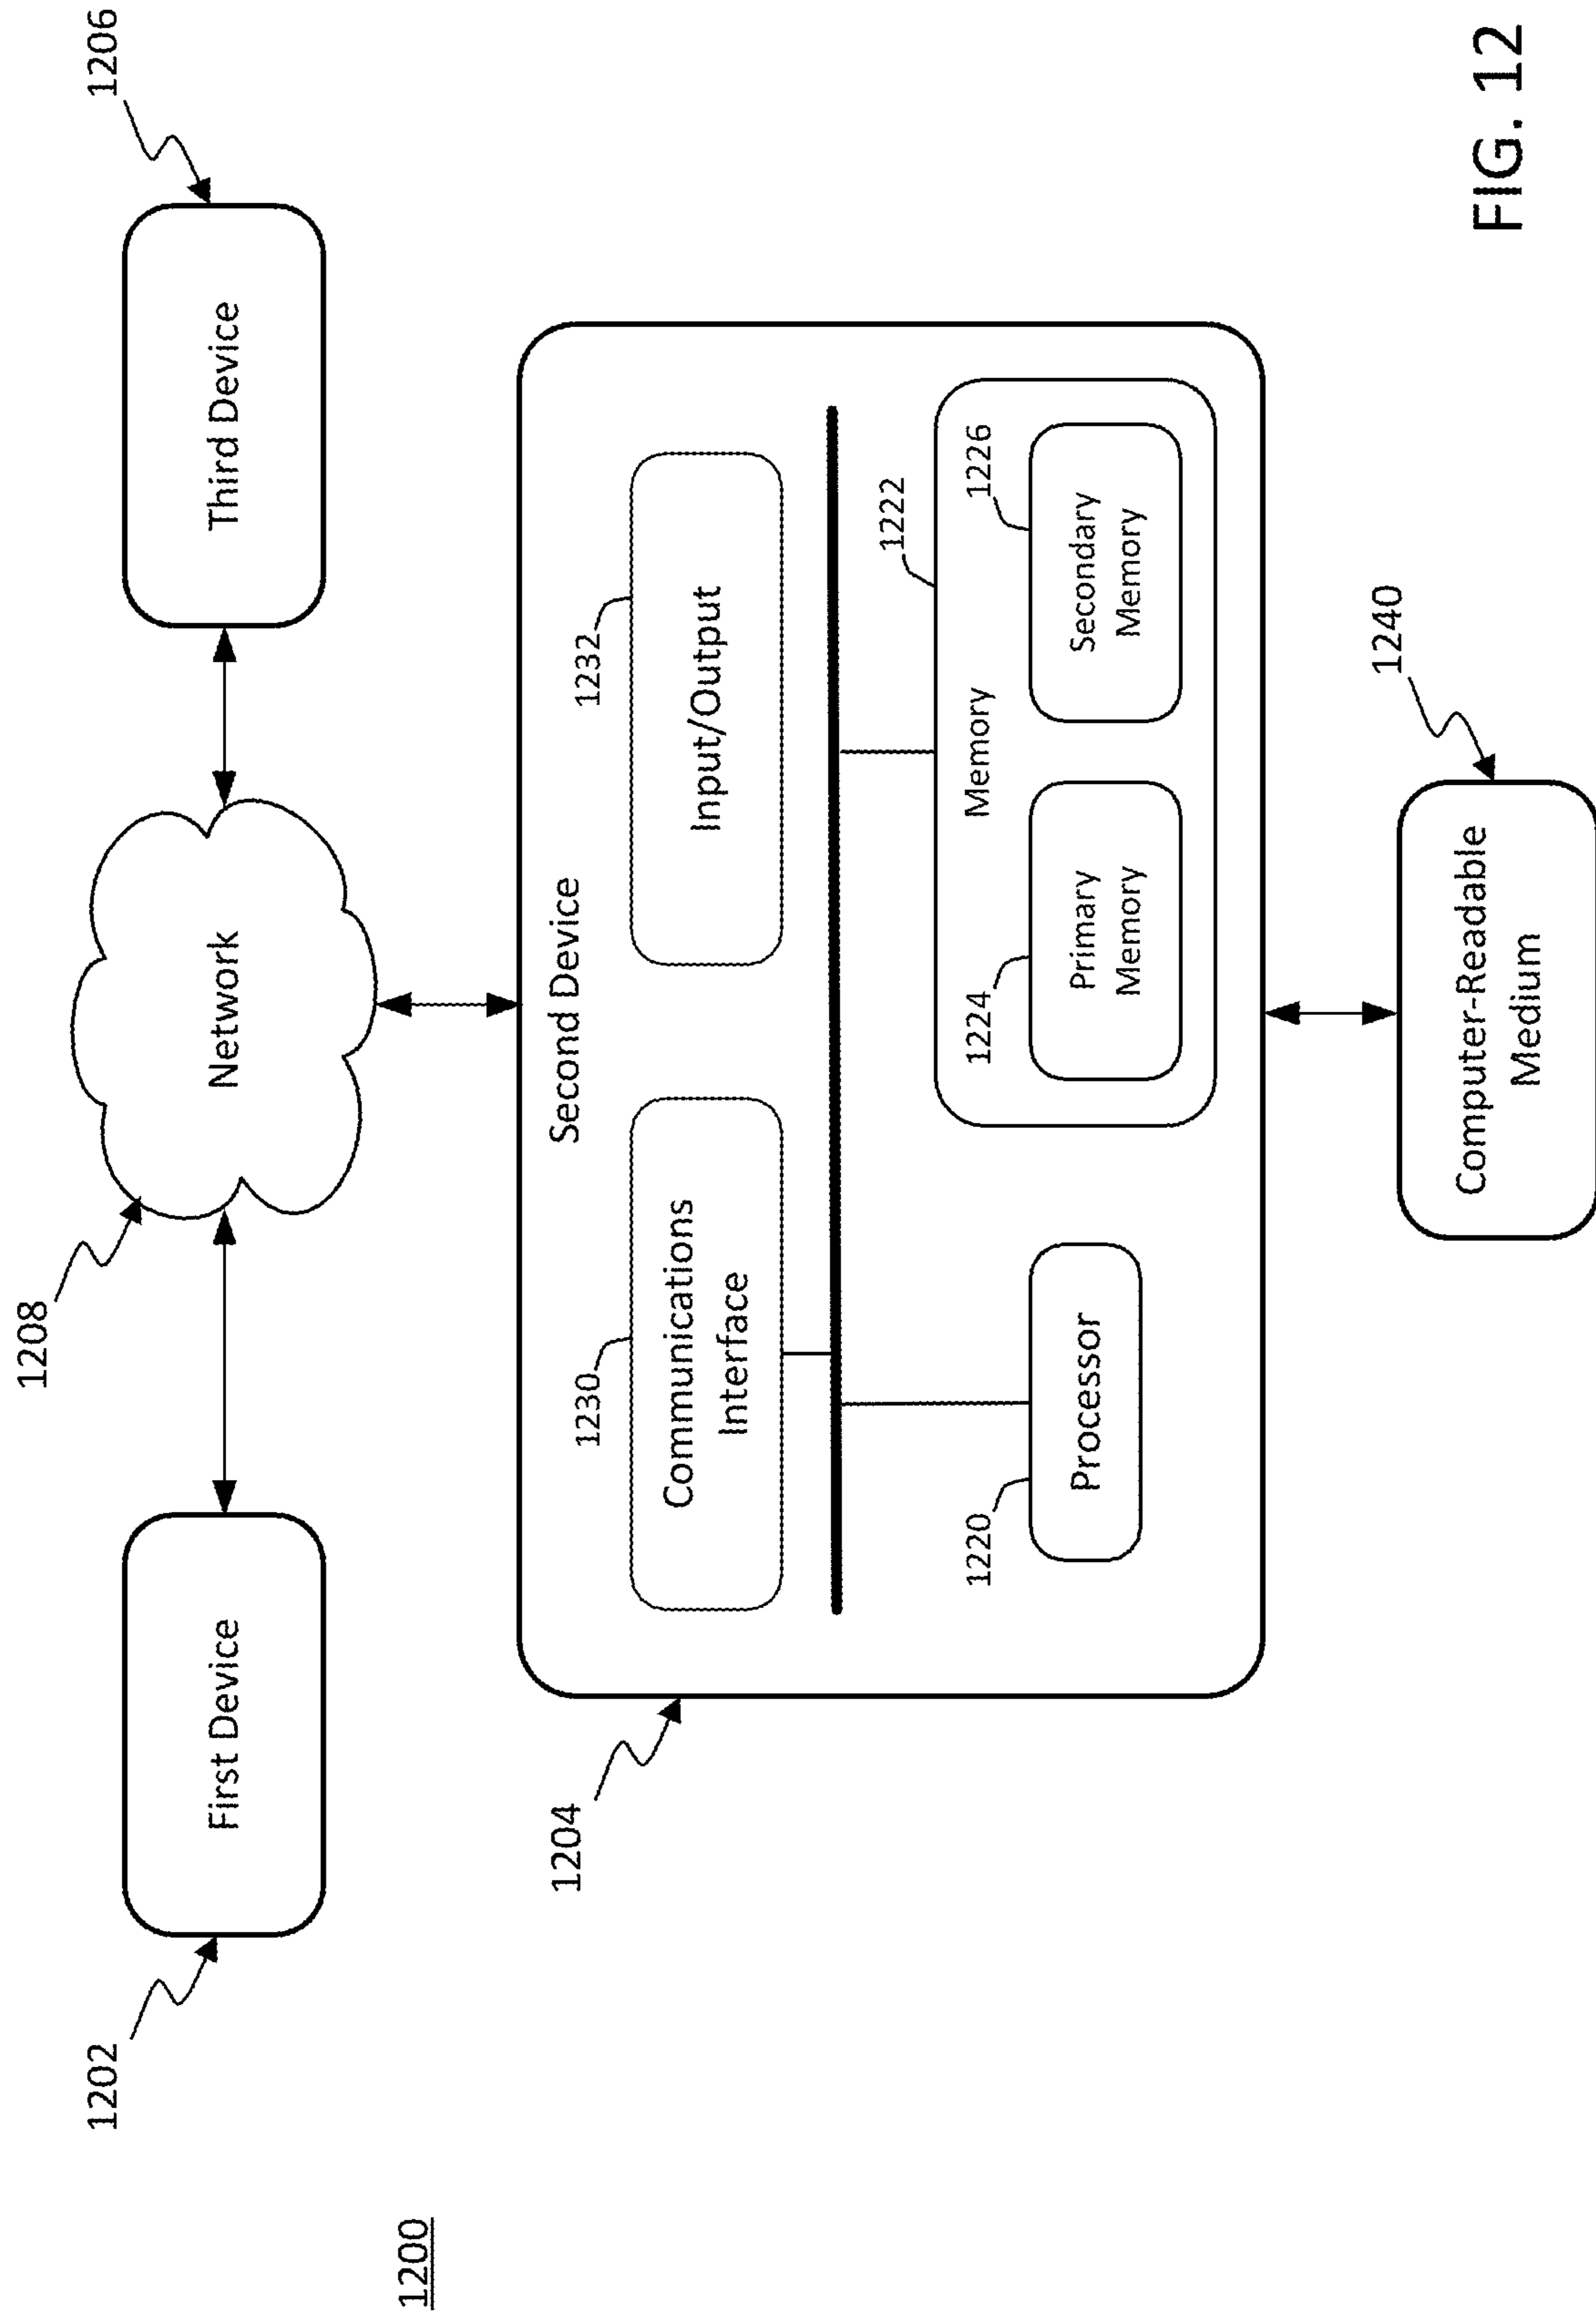 1206
1208
1202
First Device
Network
Third Device
1200
1204
Second Device
1230
1232
Communications
Interface
Input/Output
1222
1220
1224
1226
Memory
Processor
Primary
Memory
Secondary
Memory
1240
Computer-Readable
Medium
FIG. 12